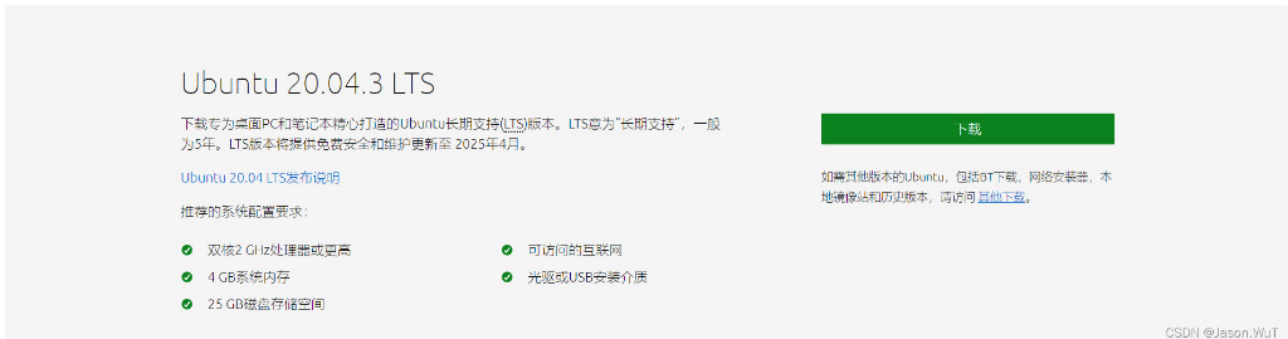 Ubuntu 20.04.3 LTS
下载专为桌面PC和笔记本精心打造的Ubuntu长期支持(LTS)版本。LTS意为"长期支持"，一般
为5年。LTS版本将提供免费安全和维护更新至 2025年4月。
Ubuntu 20.04 LTS发布说明
推荐的系统配置要求：
双核2 GHz处理器或更高
4 GB系统内存
25 GB磁盘存储空间
可访问的互联网
光驱或USB安装介质
下载
如需其他版本的Ubuntu，包括BT下载，网络安装器，本
地镜像站和历史版本，请访问 其他下载。
CSDN @Jason.WuT